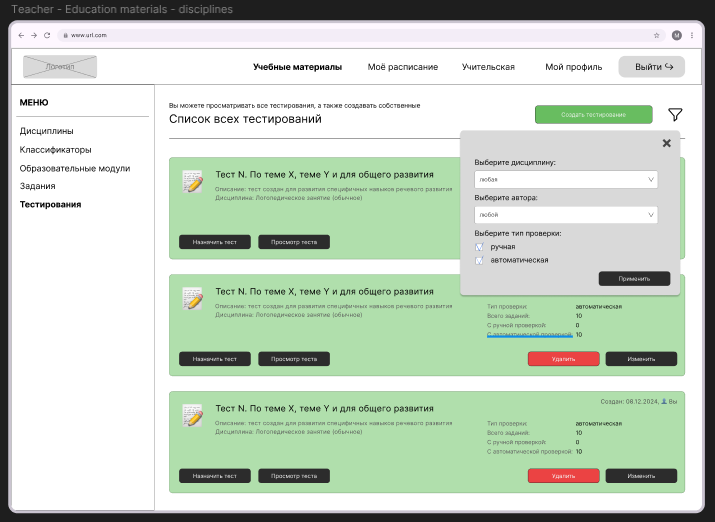 Teacher - Education materials - disciplines
www.url.com
M
Логотип
Учебные материалы
Моё расписание
Учительская
Мой профиль
Выйти
МЕНЮ
Дисциплины
Классификаторы
Образовательные модули
Задания
Тестирования
Вы можете просматривать все тестирования, а также создавать собственные
Список всех тестирований
Создать тестирование
Выберите дисциплину:
любая
Выберите автора:
любой
Выберите тип проверки:
ручная
автоматическая
Применить
Тест N. По теме X, теме Y и для общего развития
Описание: тест создан для развития специфичных навыков речевого развития
Дисциплина: Логопедическое занятие (обычное)
Назначить тест
Просмотр теста
Тест N. По теме X, теме Y и для общего развития
Описание: тест создан для развития специфичных навыков речевого развития
Дисциплина: Логопедическое занятие (обычное)
Тип проверки: автоматическая
Всего заданий: 10
С ручной проверкой: 0
С автоматической проверкой: 10
Назначить тест
Просмотр теста
Удалить
Изменить
Создан: 08.12.2024, Вы
Тест N. По теме X, теме Y и для общего развития
Описание: тест создан для развития специфичных навыков речевого развития
Дисциплина: Логопедическое занятие (обычное)
Тип проверки: автоматическая
Всего заданий: 10
С ручной проверкой: 0
С автоматической проверкой: 10
Назначить тест
Просмотр теста
Удалить
Изменить